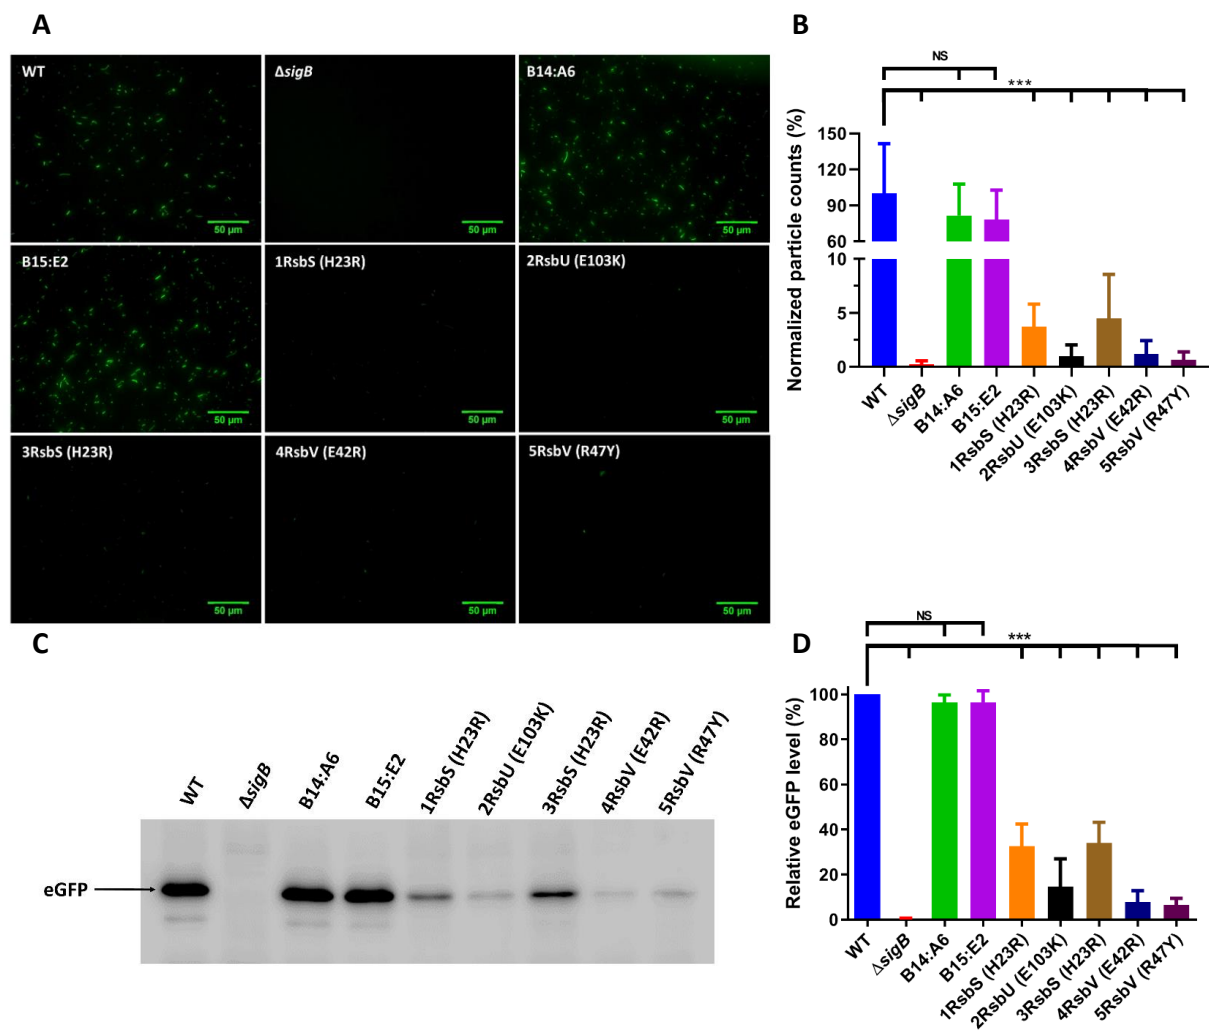 A
WT
50 µm
ΔsigB
50 µm
B14:A6
50 µm
B15:E2
50 µm
1RsbS (H23R)
50 µm
2RsbU (E103K)
50 µm
3RsbS (H23R)
50 µm
4RsbV (E42R)
50 µm
5RsbV (R47Y)
50 µm
B
NS
***
Normalized particle counts (%)
150
120
90
60
10
5
0
WT
ΔsigB
B14:A6
B15:E2
1RsbS (H23R)
2RsbU (E103K)
3RsbS (H23R)
4RsbV (E42R)
5RsbV (R47Y)
C
WT
ΔsigB
B14:A6
B15:E2
1RsbS (H23R)
2RsbU (E103K)
3RsbS (H23R)
4RsbV (E42R)
5RsbV (R47Y)
eGFP
D
NS
***
Relative eGFP level (%)
100
80
60
40
20
0
WT
ΔsigB
B14:A6
B15:E2
1RsbS (H23R)
2RsbU (E103K)
3RsbS (H23R)
4RsbV (E42R)
5RsbV (R47Y)